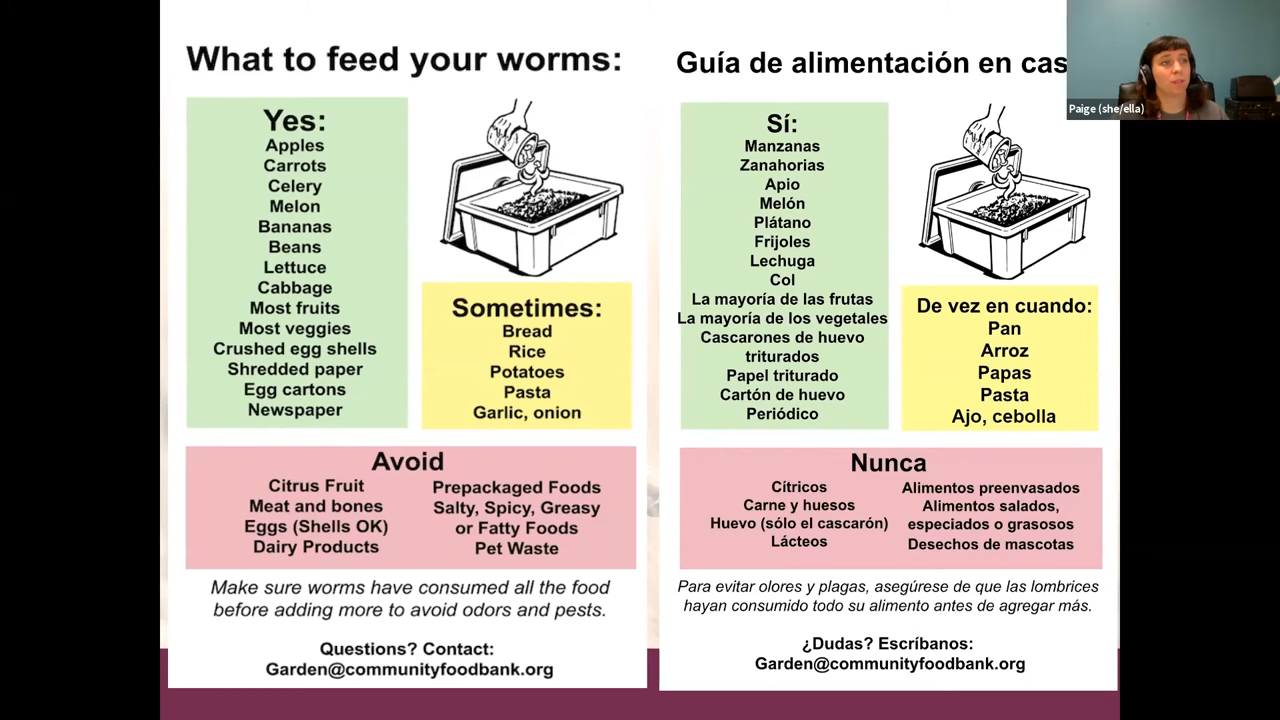 What to feed your worms:
Yes:
Apples
Carrots
Celery
Melon
Bananas
Beans
Lettuce
Cabbage
Most fruits
Most veggies
Crushed egg shells
Shredded paper
Egg cartons
Newspaper
Sometimes:
Bread
Rice
Potatoes
Pasta
Garlic, onion
Avoid
Citrus Fruit
Meat and bones
Eggs (Shells OK)
Dairy Products
Prepackaged Foods
Salty, Spicy, Greasy
or Fatty Foods
Pet Waste
Make sure worms have consumed all the food
before adding more to avoid odors and pests.
Questions? Contact:
Garden@communityfoodbank.org
Guía de alimentación en cas
Sí:
Manzanas
Zanahorias
Apio
Melón
Plátano
Frijoles
Lechuga
Col
La mayoría de las frutas
La mayoría de los vegetales
Cascarones de huevo
triturados
Papel triturado
Cartón de huevo
Periódico
De vez en cuando:
Pan
Arroz
Papas
Pasta
Ajo, cebolla
Nunca
Cítricos
Carne y huesos
Huevo (sólo el cascarón)
Lácteos
Alimentos preenvasados
Alimentos salados,
especiados o grasosos
Desechos de mascotas
Para evitar olores y plagas, asegúrese de que las lombrices
hayan consumido todo su alimento antes de agregar más.
¿Dudas? Escríbanos:
Garden@communityfoodbank.org
Paige (she/ella)